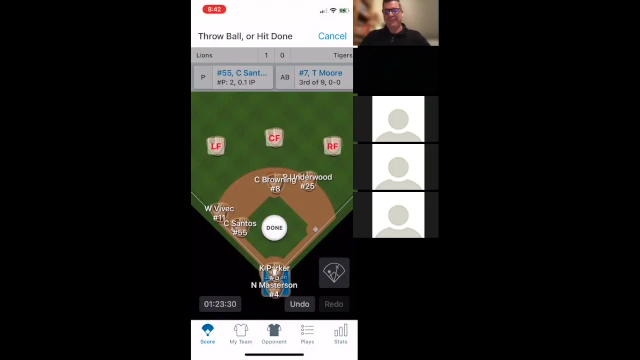 8:42
Throw Ball, or Hit Done
Cancel
Lions 1 0 Tigers
P #55, C Sant... AB #7, T Moore
#P: 2, 0.1 IP 3rd of 9, 0-0
LF
CF
RF
C Browning
#8
Underwood
#25
W Vivec
#11
C Santos
#55
DONE
K Parker
N Masterson
#4
01:23:30
Undo
Redo
Score
My Team
Opponent
Plays
Stats